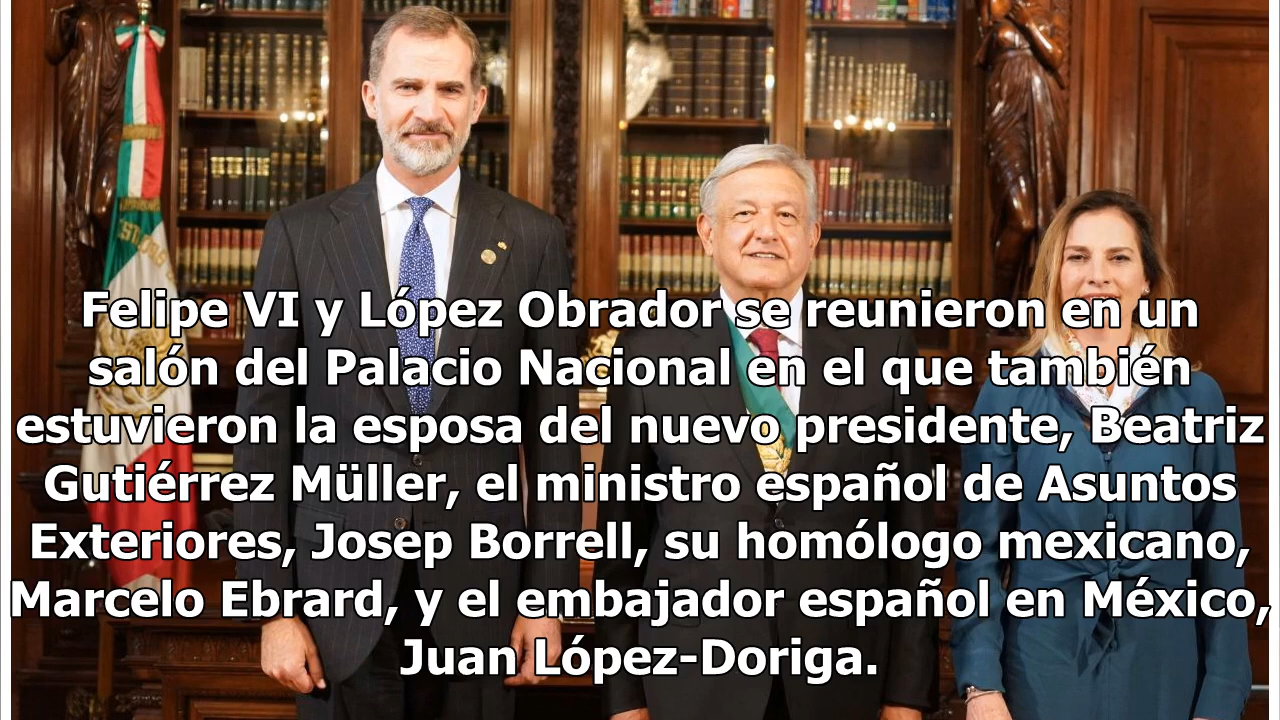 Felipe VI y López Obrador se reunieron en un
salón del Palacio Nacional en el que también
estuvieron la esposa del nuevo presidente, Beatriz
Gutiérrez Müller, el ministro español de Asuntos
Exteriores, Josep Borrell, su homólogo mexicano,
Marcelo Ebrard, y el embajador español en México,
Juan López-Doriga.